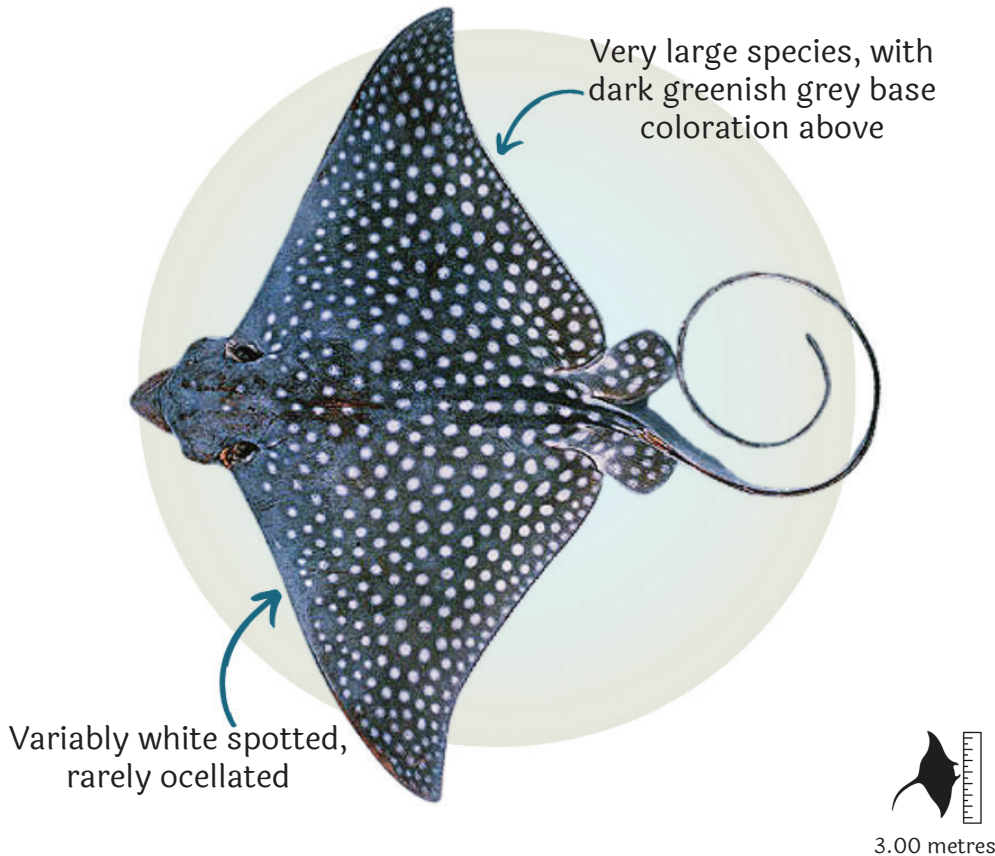 Very large species, with
dark greenish grey base
coloration above
Variably white spotted,
rarely ocellated
3.00 metres